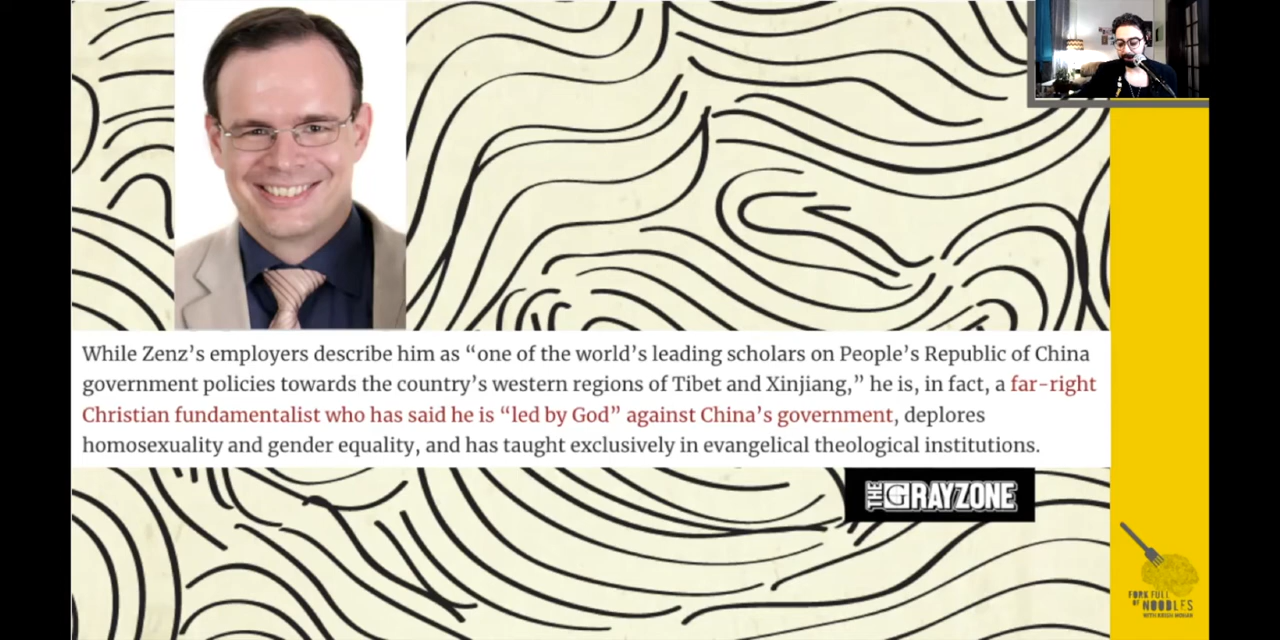 While Zenz’s employers describe him as “one of the world’s leading scholars on People’s Republic of China
government policies towards the country’s western regions of Tibet and Xinjiang,” he is, in fact, a far-right
Christian fundamentalist who has said he is “led by God” against China’s government, deplores
homosexuality and gender equality, and has taught exclusively in evangelical theological institutions.
THE GRAYZONE
FORK FULL
OF NOODLES